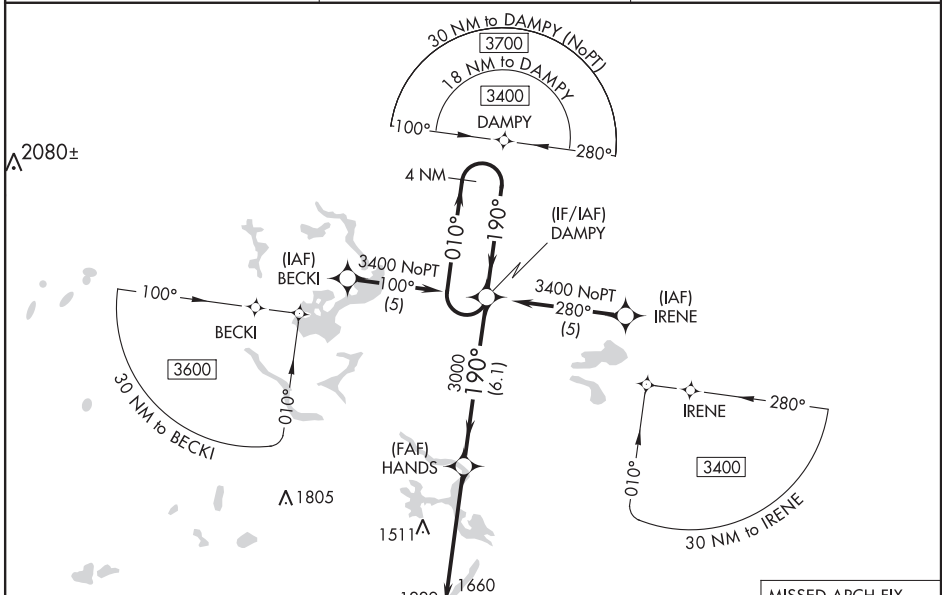 30 NM to DAMPY (NoPT)
3700
18 NM to DAMPY
3400
DAMPY
100°
280°
2080±
4 NM
010°
190°
(IF/IAF)
DAMPY
(IAF)
BECKI
3400 NoPT
100°
(5)
3400 NoPT
280°
(5)
(IAF)
IRENE
100°
BECKI
3600
010°
30 NM to BECKI
3000
190°
(6.1)
IRENE
280°
3400
010°
30 NM to IRENE
(FAF)
HANDS
1805
1511
1660
MISSED APCH FIX